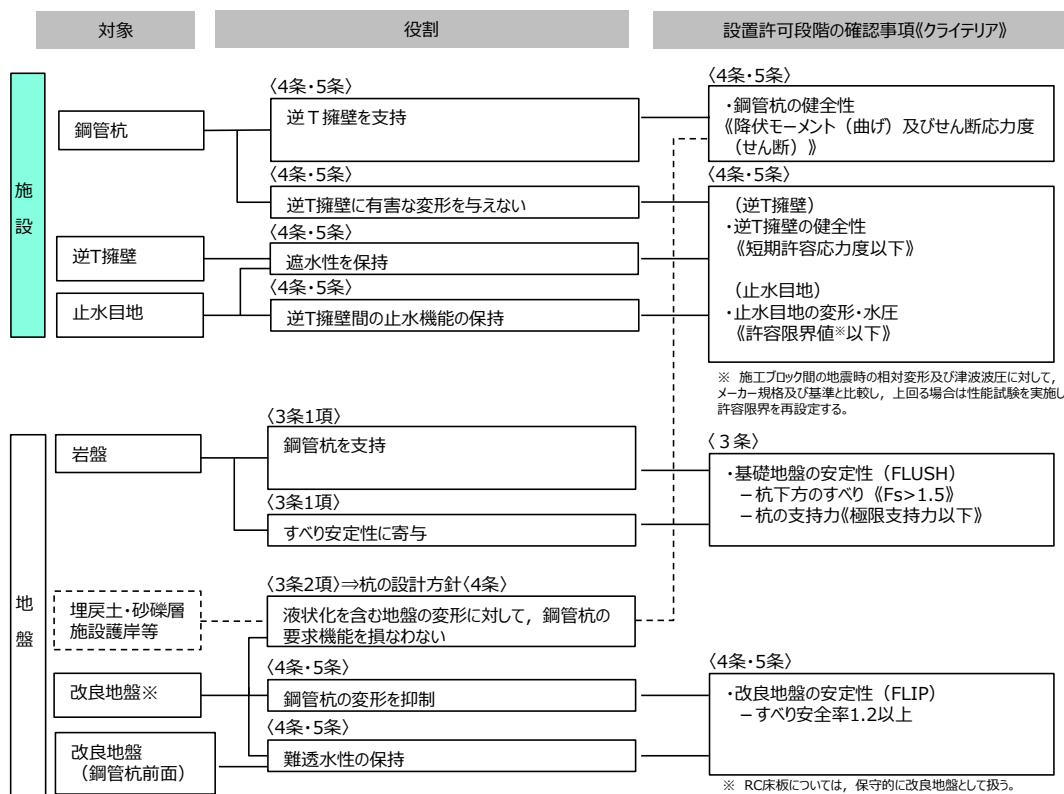 対象
役割
設置許可段階の確認事項《クライテリア》
施設
鋼管杭
〈4条・5条〉
逆T擁壁を支持
〈4条・5条〉
・鋼管杭の健全性
《降伏モーメント（曲げ）及びせん断応力度
（せん断）》
〈4条・5条〉
逆T擁壁に有害な変形を与えない
〈4条・5条〉
（逆T擁壁）
・逆T擁壁の健全性
《短期許容応力度以下》
（止水目地）
・止水目地の変形・水圧
《許容限界値※以下》
逆T擁壁
〈4条・5条〉
遮水性を保持
止水目地
〈4条・5条〉
逆T擁壁間の止水機能の保持
※ 施工ブロック間の地震時の相対変形及び津波波圧に対して，
メーカー規格及び基準と比較し，上回る場合は性能試験を実施し
許容限界を再設定する。
地盤
岩盤
〈3条1項〉
鋼管杭を支持
〈３条〉
・基礎地盤の安定性（FLUSH）
－杭下方のすべり《Fs>1.5》
－杭の支持力《極限支持力以下》
〈3条1項〉
すべり安定性に寄与
埋戻土・砂礫層
施設護岸等
〈3条2項〉⇒杭の設計方針〈4条〉
液状化を含む地盤の変形に対して，鋼管杭の
要求機能を損なわない
改良地盤※
〈4条・5条〉
鋼管杭の変形を抑制
〈4条・5条〉
・改良地盤の安定性（FLIP）
－すべり安全率1.2以上
改良地盤
（鋼管杭前面）
〈4条・5条〉
難透水性の保持
※ RC床板については，保守的に改良地盤として扱う。